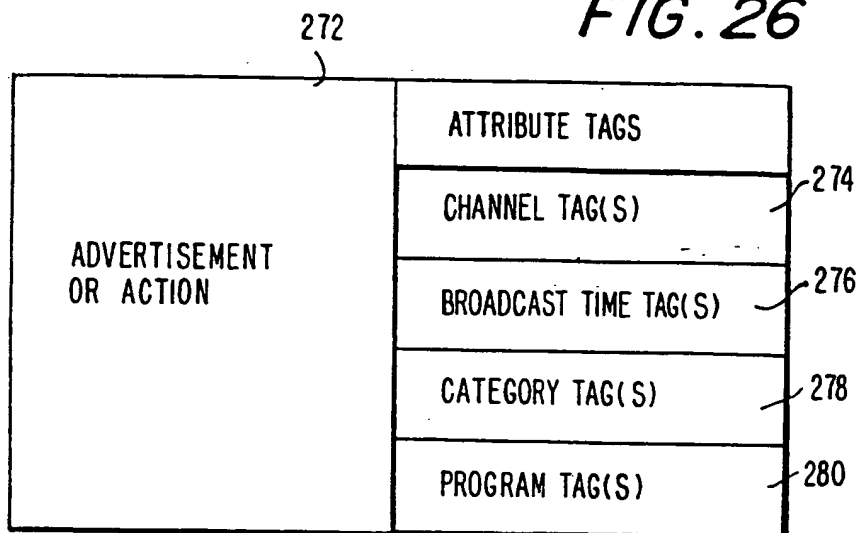 FIG. 26
272
ATTRIBUTE TAGS
CHANNEL TAG(S)
274
ADVERTISEMENT
OR ACTION
BROADCAST TIME TAG(S)
276
CATEGORY TAG(S)
278
PROGRAM TAG(S)
280